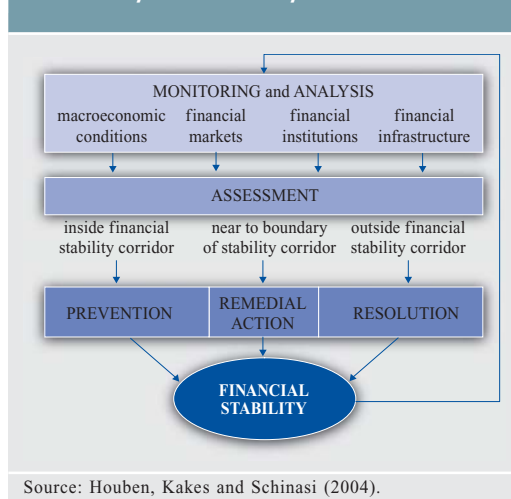 MONITORING and ANALYSIS
macroeconomic financial financial financial
conditions markets institutions infrastructure
ASSESSMENT
inside financial near to boundary outside financial
stability corridor of stability corridor stability corridor
PREVENTION REMEDIAL ACTION RESOLUTION
FINANCIAL
STABILITY
Source: Houben, Kakes and Schinasi (2004).